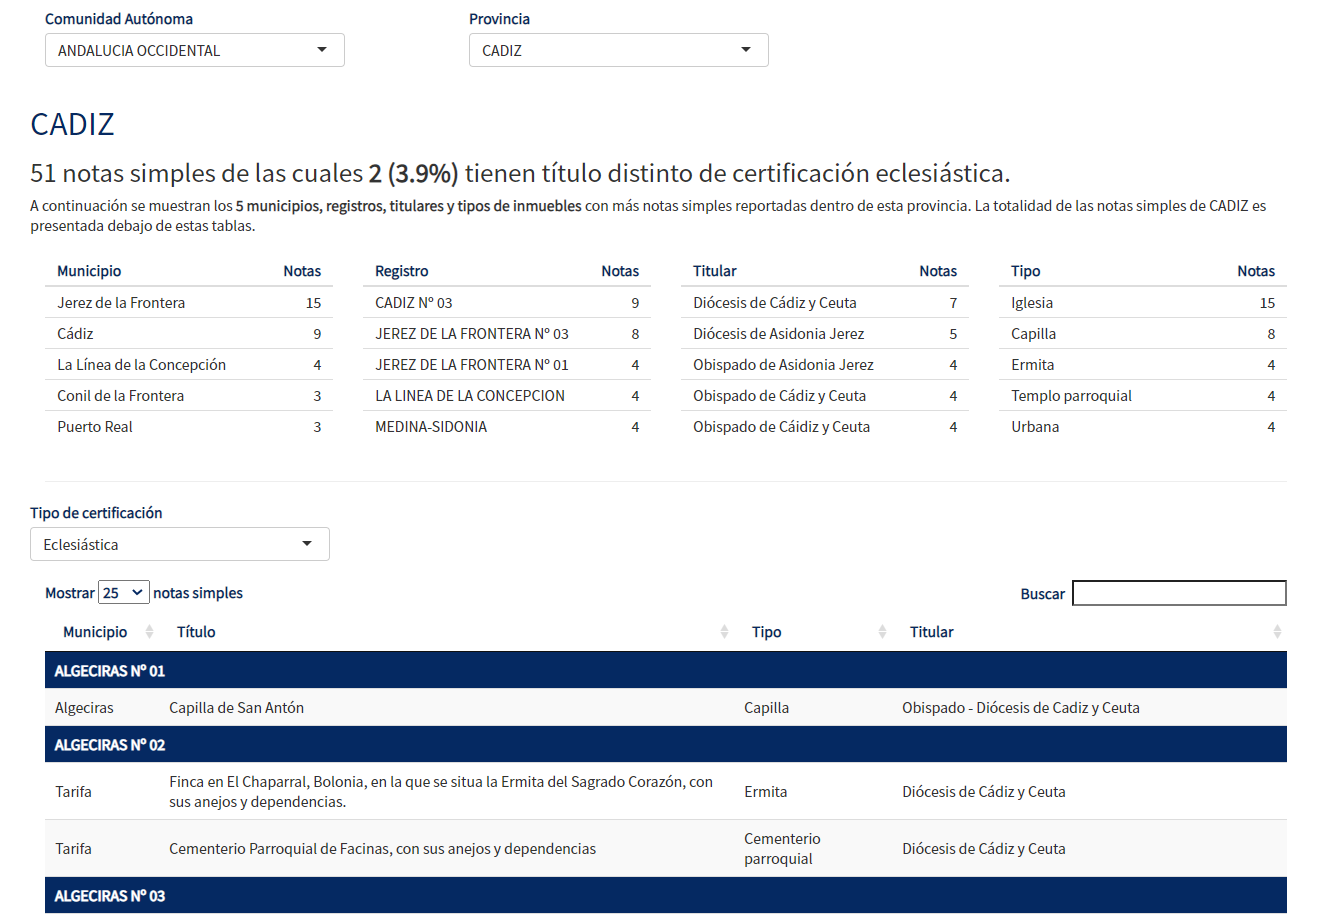 Comunidad Autónoma Provincia
ANDALUCIA OCCIDENTAL CADIZ
CADIZ
51 notas simples de las cuales 2 (3.9%) tienen título distinto de certificación eclesiástica.
A continuación se muestran los 5 municipios, registros, titulares y tipos de inmuebles con más notas simples reportadas dentro de esta provincia. La totalidad de las notas simples de CADIZ es
presentada debajo de estas tablas.
Municipio Notas Registro Notas Titular Notas Tipo Notas
Jerez de la Frontera 15 CADIZ Nº 03 9 Diócesis de Cádiz y Ceuta 7 Iglesia 15
Cádiz 9 JEREZ DE LA FRONTERA Nº 03 8 Diócesis de Asidonia Jerez 5 Capilla 8
La Línea de la Concepción 4 JEREZ DE LA FRONTERA Nº 01 4 Obispado de Asidonia Jerez 4 Ermita 4
Conil de la Frontera 3 LA LINEA DE LA CONCEPCION 4 Obispado de Cádiz y Ceuta 4 Templo parroquial 4
Puerto Real 3 MEDINA-SIDONIA 4 Obispado de Cáidiz y Ceuta 4 Urbana 4
Tipo de certificación
Eclesiástica
Mostrar 25 notas simples Buscar
Municipio Título Tipo Titular
ALGECIRAS Nº 01
Algeciras Capilla de San Antón Capilla Obispado - Diócesis de Cadiz y Ceuta
ALGECIRAS Nº 02
Tarifa Finca en El Chaparral, Bolonia, en la que se situa la Ermita del Sagrado Corazón, con
sus anejos y dependencias. Ermita Diócesis de Cádiz y Ceuta
Tarifa Cementerio Parroquial de Facinas, con sus anejos y dependencias Cementerio
parroquial Diócesis de Cádiz y Ceuta
ALGECIRAS Nº 03